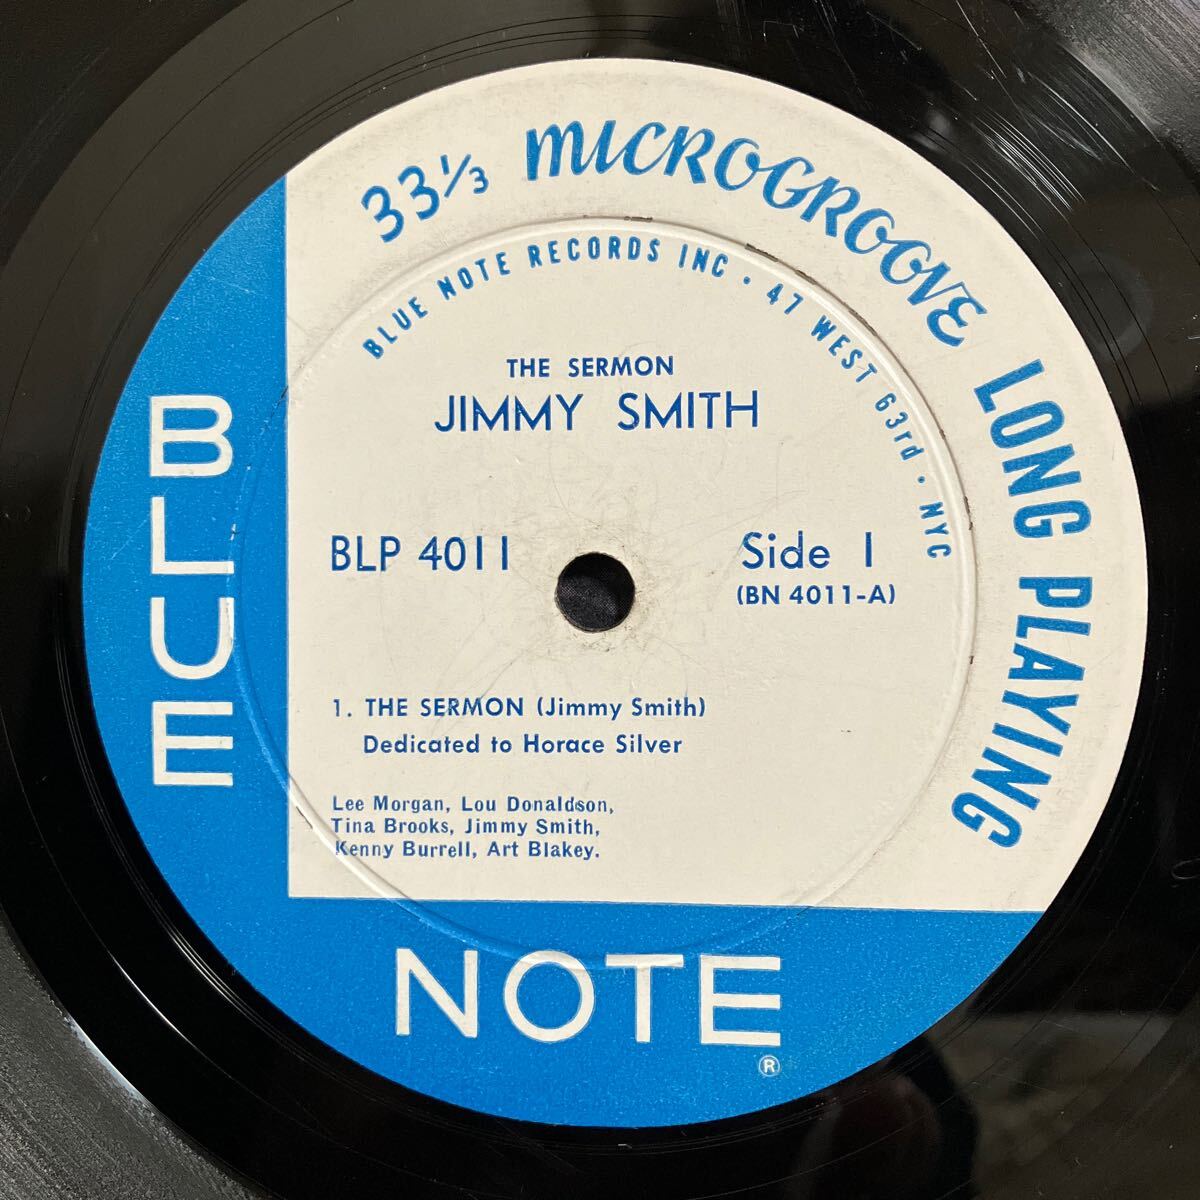 33⅓ MICROGROOVE LONG PLAYING
BLUE NOTE RECORDS INC · 47 WEST 63rd · NYC
THE SERMON
JIMMY SMITH
BLP 4011
Side 1
(BN 4011-A)
1. THE SERMON (Jimmy Smith)
Dedicated to Horace Silver
Lee Morgan, Lou Donaldson,
Tina Brooks, Jimmy Smith,
Kenny Burrell, Art Blakey.
BLUE
NOTE
®